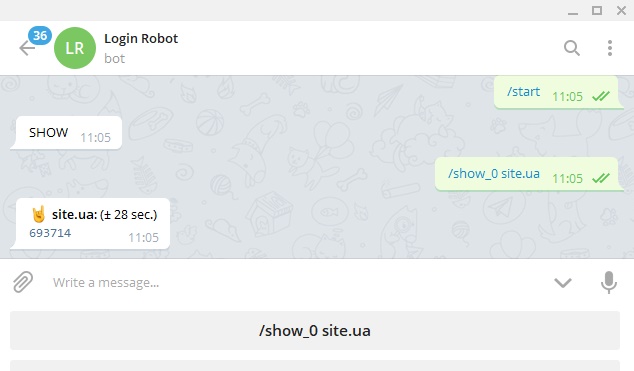 36
LR
Login Robot
bot
/start 11:05
SHOW 11:05
/show_0 site.ua 11:05
🤘 site.ua: (± 28 sec.)
693714 11:05
Write a message...
/show_0 site.ua